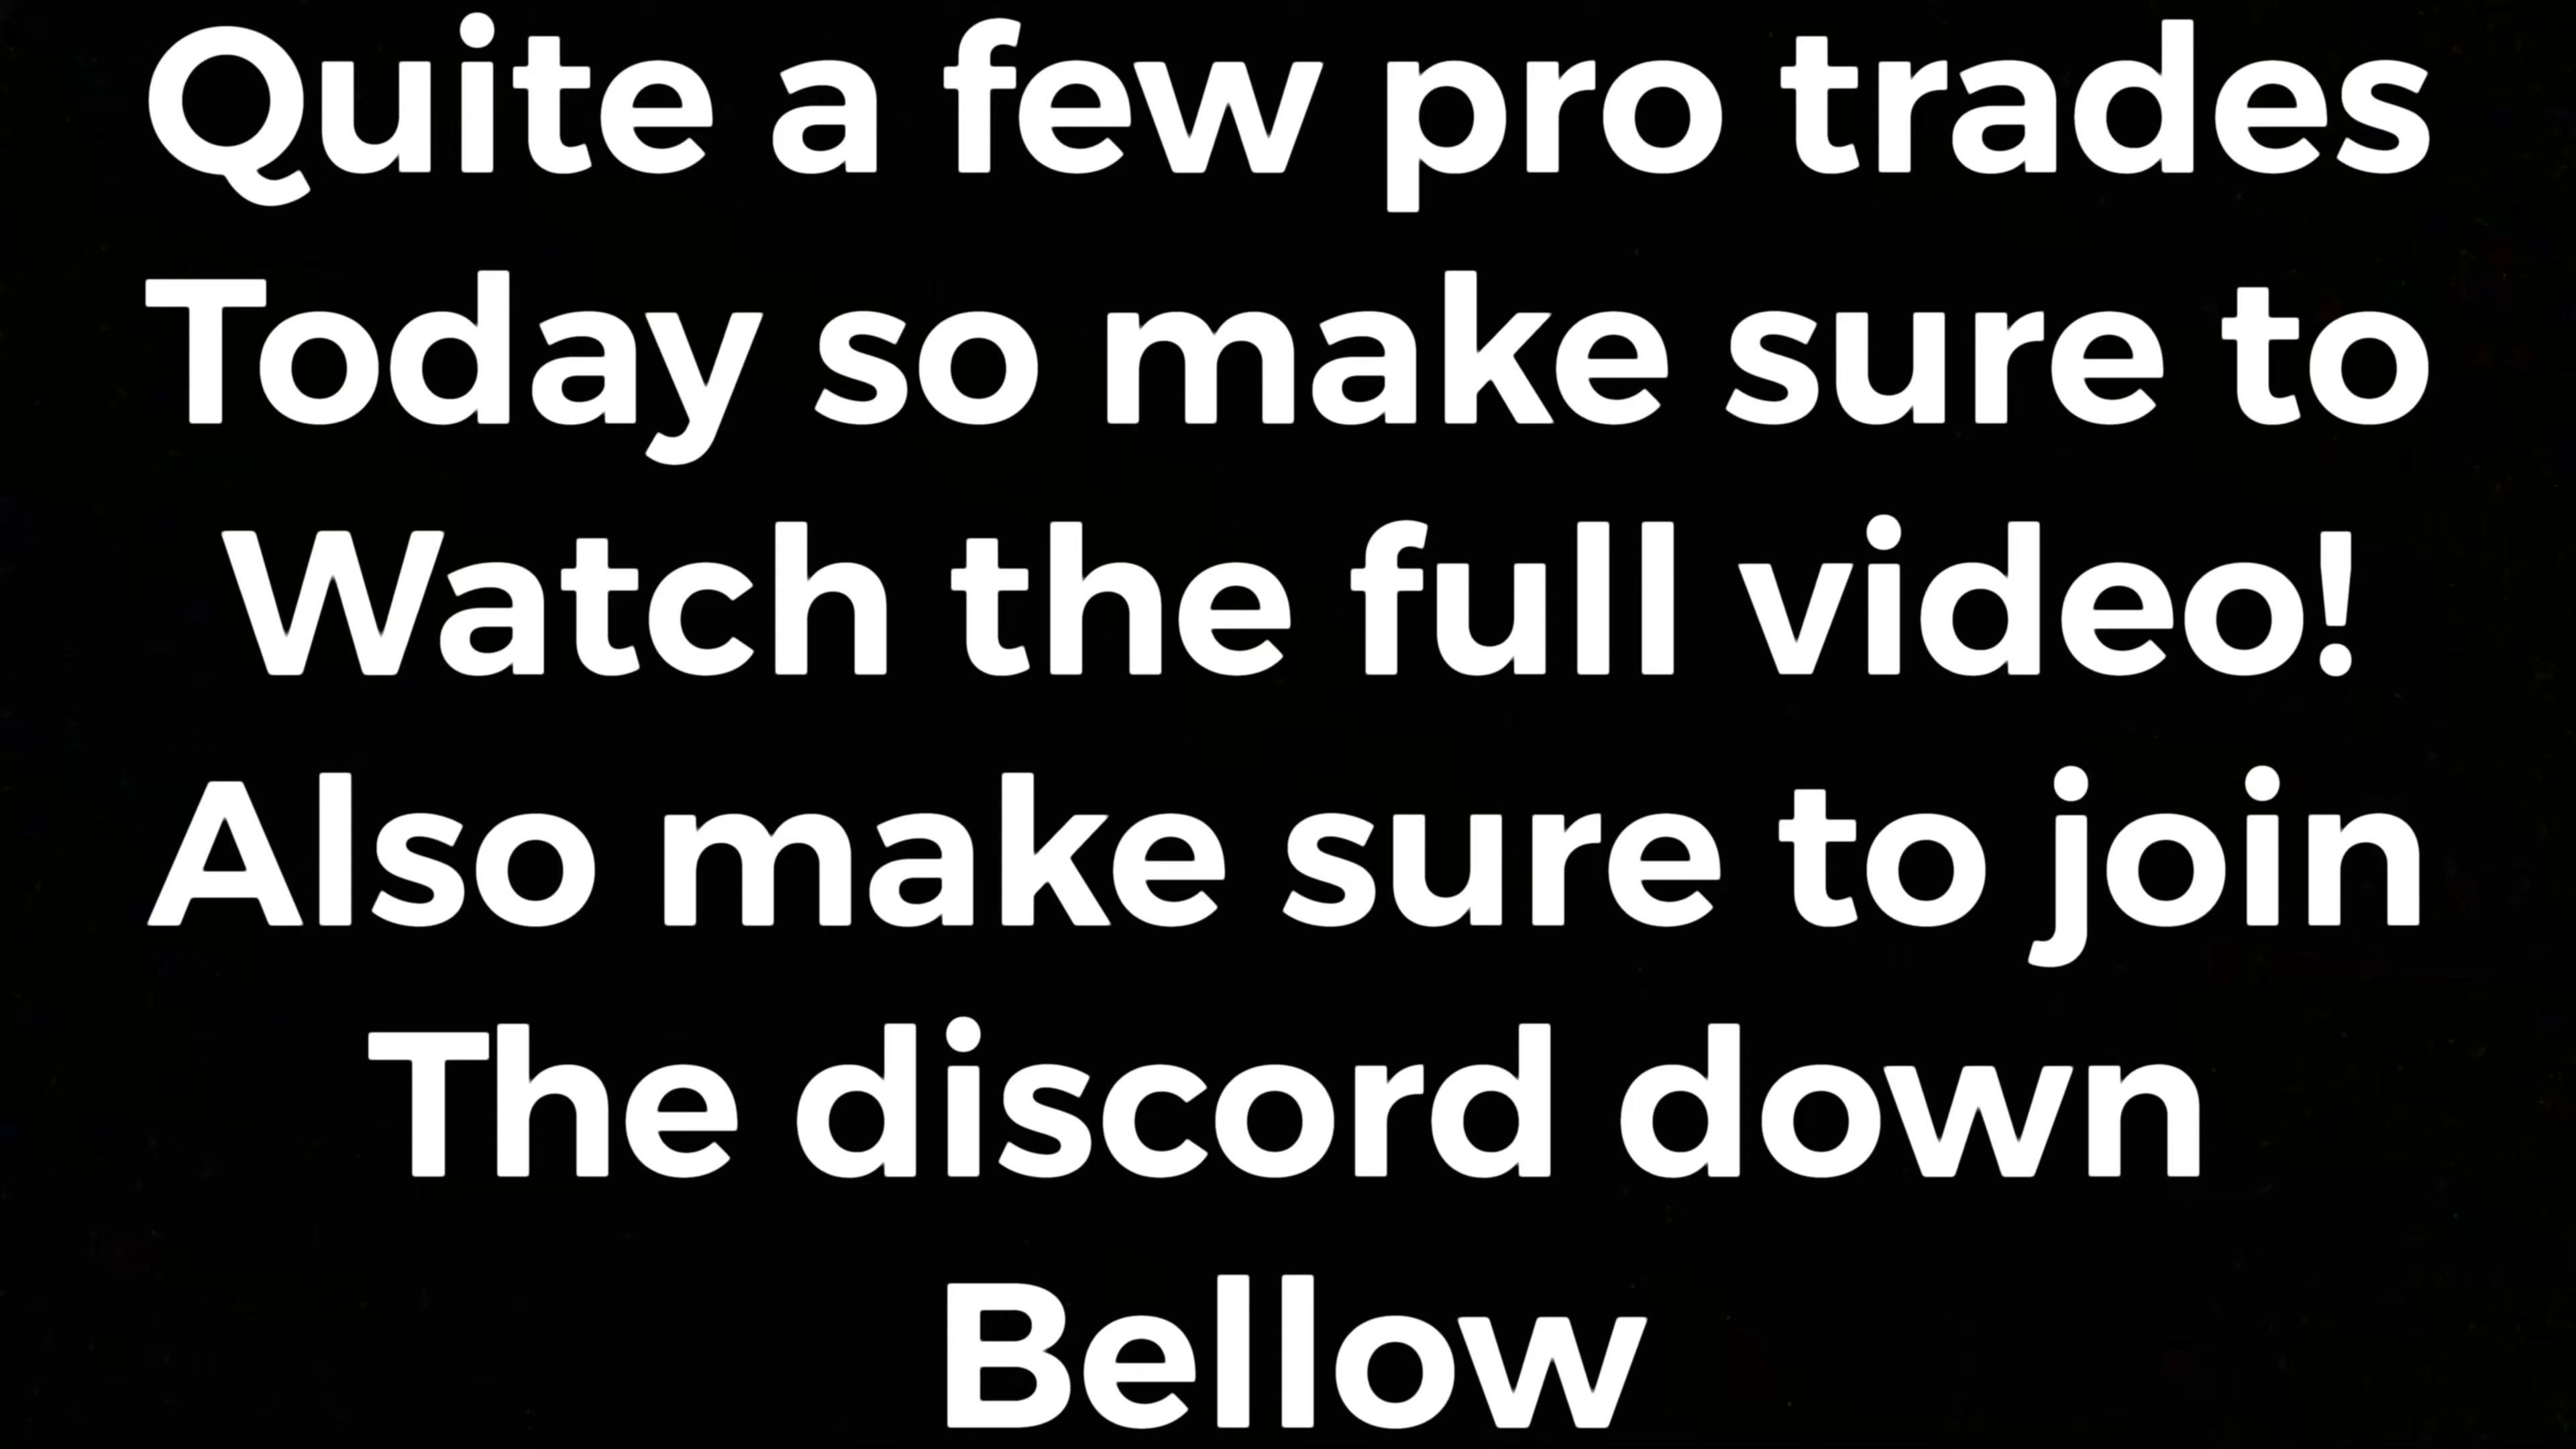 Quite a few pro trades
Today so make sure to
Watch the full video!
Also make sure to join
The discord down
Bellow